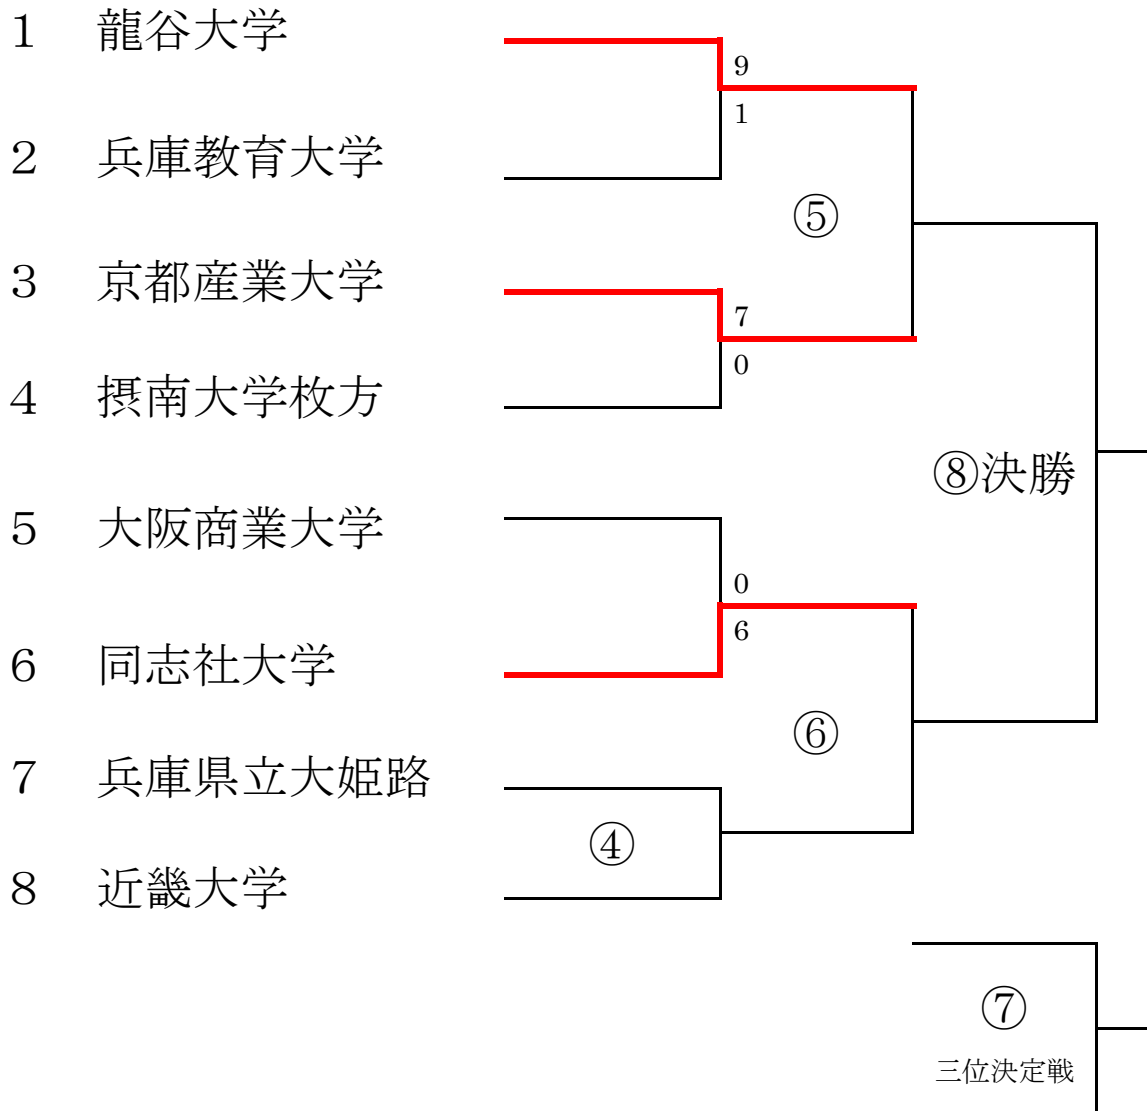 1 龍谷大学
9
1
2 兵庫教育大学
⑤
3 京都産業大学
7
0
4 摂南大学枚方
⑧決勝
5 大阪商業大学
0
6
6 同志社大学
⑥
7 兵庫県立大姫路
④
8 近畿大学
⑦
三位決定戦